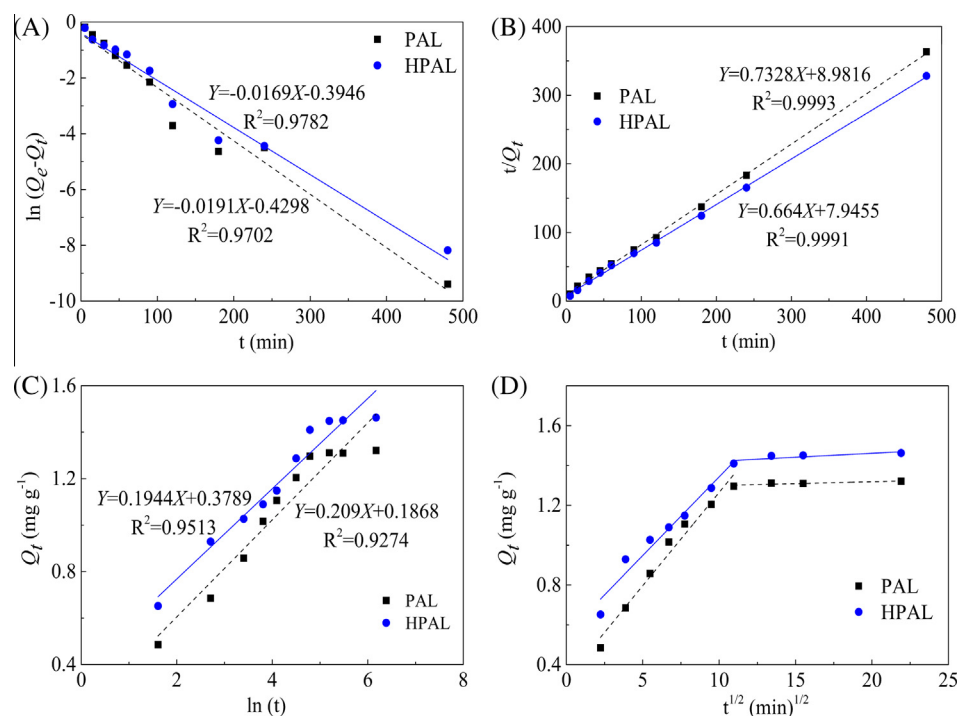 (A)
0
-2
-4
-6
-8
-10
ln (Qe-Qt)
PAL
HPAL
Y=-0.0169X-0.3946
R²=0.9782
Y=-0.0191X-0.4298
R²=0.9702
0 100 200 300 400 500
t (min)
(B)
400
300
200
100
0
t/Qt
PAL
HPAL
Y=0.7328X+8.9816
R²=0.9993
Y=0.664X+7.9455
R²=0.9991
0 100 200 300 400 500
t (min)
(C)
1.6
1.2
0.8
0.4
Qt (mg g⁻¹)
Y=0.1944X+0.3789
R²=0.9513
Y=0.209X+0.1868
R²=0.9274
PAL
HPAL
0 2 4 6 8
ln (t)
(D)
1.6
1.2
0.8
0.4
Qt (mg g⁻¹)
PAL
HPAL
0 5 10 15 20 25
t^1/2 (min)^1/2